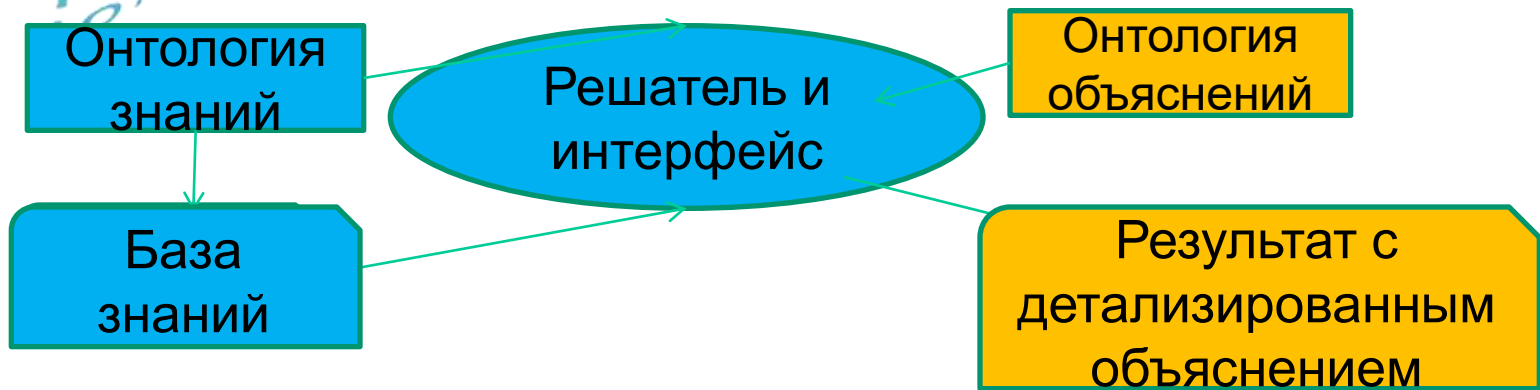 Онтология
знаний
Решатель и
интерфейс
Онтология
объяснений
База
знаний
Результат с
детализированным
объяснением